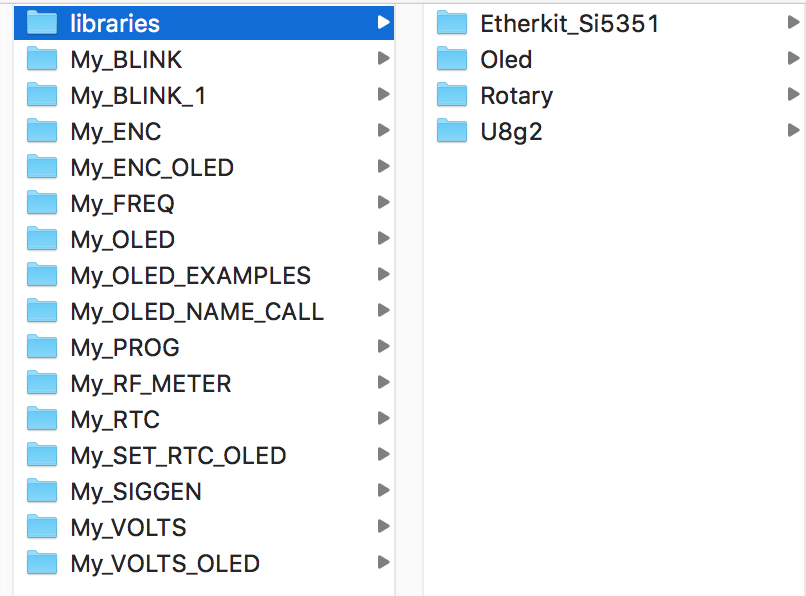 libraries
My_BLINK
My_BLINK_1
My_ENC
My_ENC_OLED
My_FREQ
My_OLED
My_OLED_EXAMPLES
My_OLED_NAME_CALL
My_PROG
My_RF_METER
My_RTC
My_SET_RTC_OLED
My_SIGGEN
My_VOLTS
My_VOLTS_OLED
Etherkit_Si5351
Oled
Rotary
U8g2